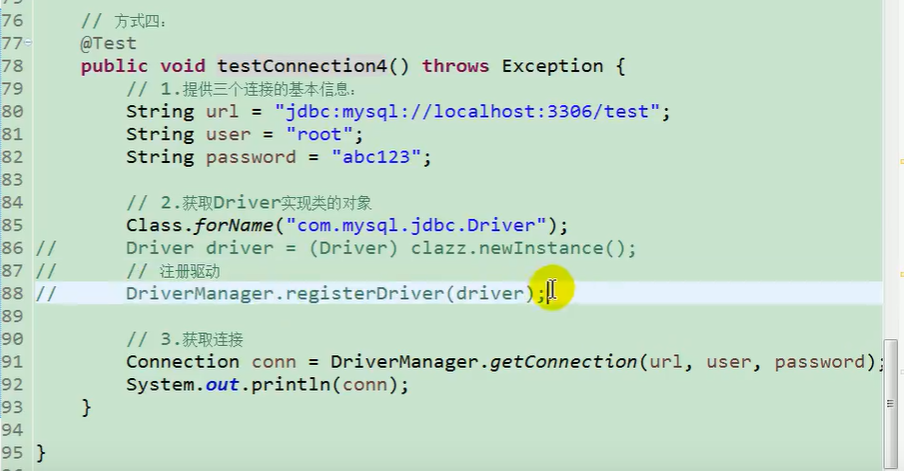 76 // 方式四:
77 @Test
78 public void testConnection4() throws Exception {
79 // 1.提供三个连接的基本信息:
80 String url = "jdbc:mysql://localhost:3306/test";
81 String user = "root";
82 String password = "abc123";
83
84 // 2.获取Driver实现类的对象
85 Class.forName("com.mysql.jdbc.Driver");
86 // Driver driver = (Driver) clazz.newInstance();
87 // // 注册驱动
88 // DriverManager.registerDriver(driver);
89
90 // 3.获取连接
91 Connection conn = DriverManager.getConnection(url, user, password);
92 System.out.println(conn);
93 }
94
95 }